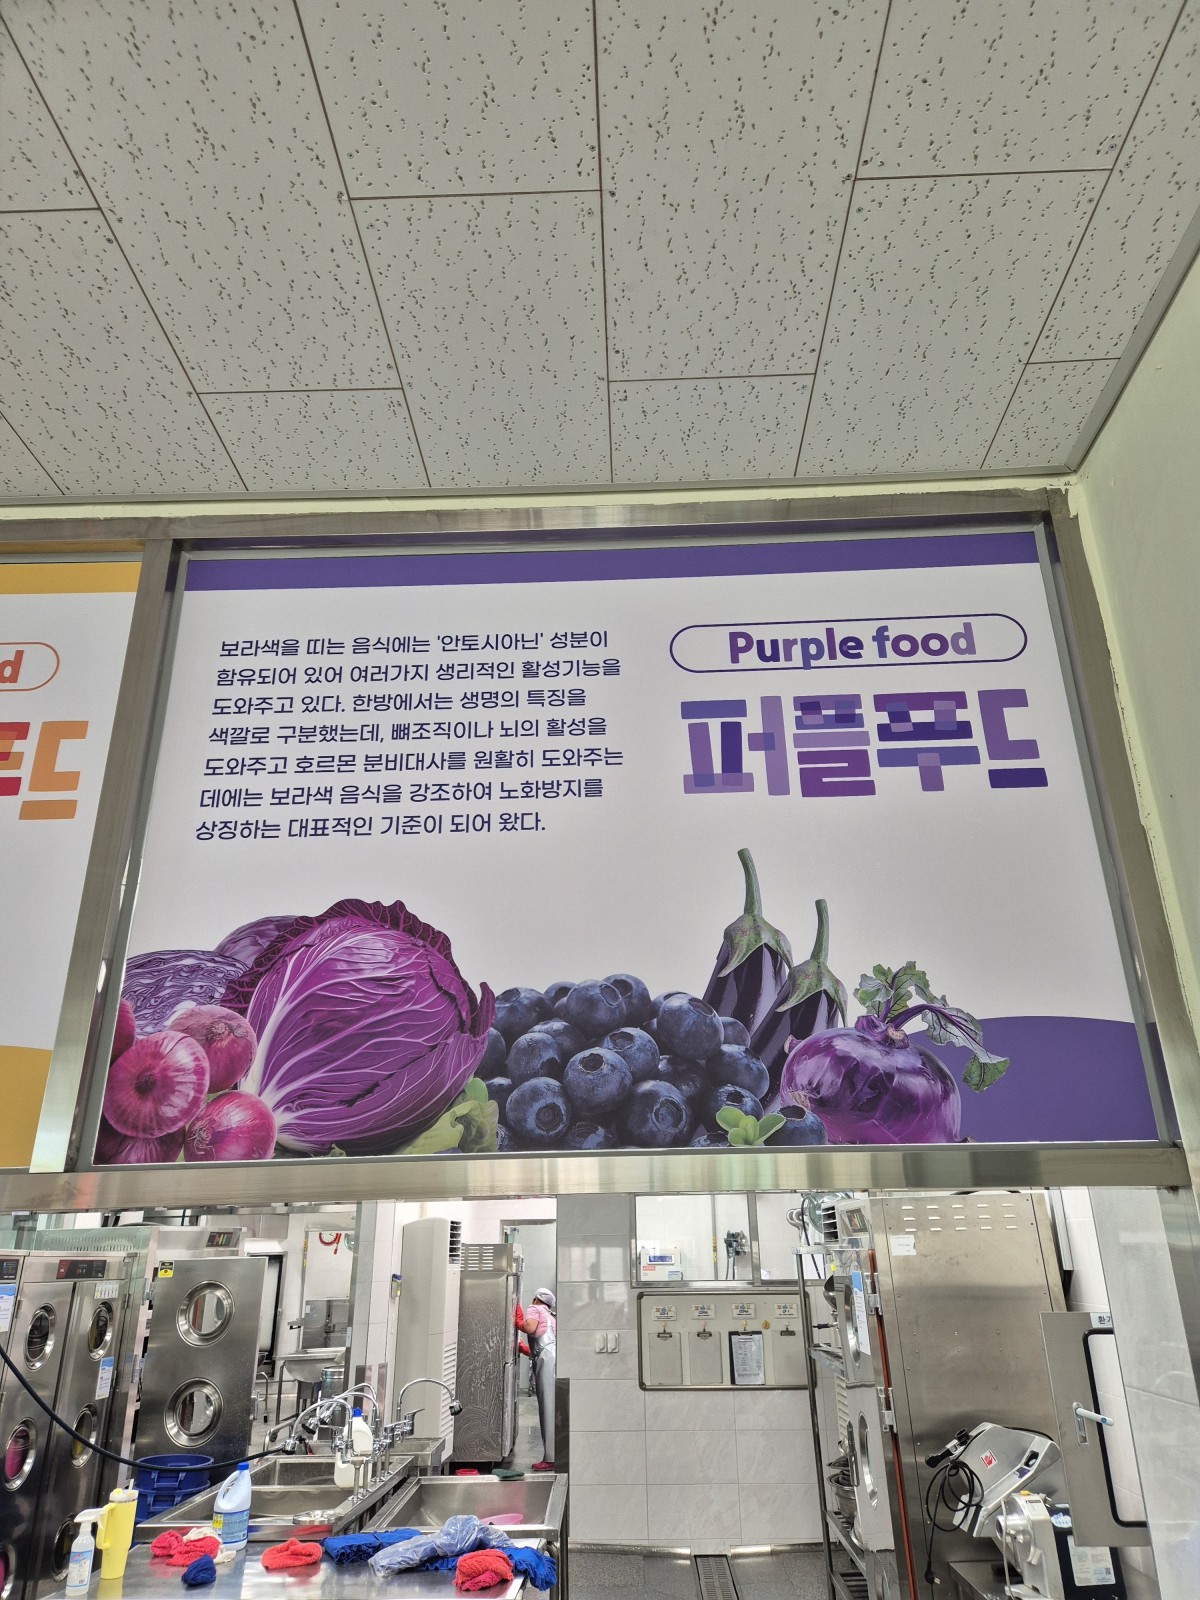 보라색을 띠는 음식에는 '안토시아닌' 성분이
함유되어 있어 여러가지 생리적인 활성기능을
도와주고 있다. 한방에서는 생명의 특징을
색깔로 구분했는데, 뼈조직이나 뇌의 활성을
도와주고 호르몬 분비대사를 원활히 도와주는
데에는 보라색 음식을 강조하여 노화방지를
상징하는 대표적인 기준이 되어 왔다.
Purple food
퍼플푸드